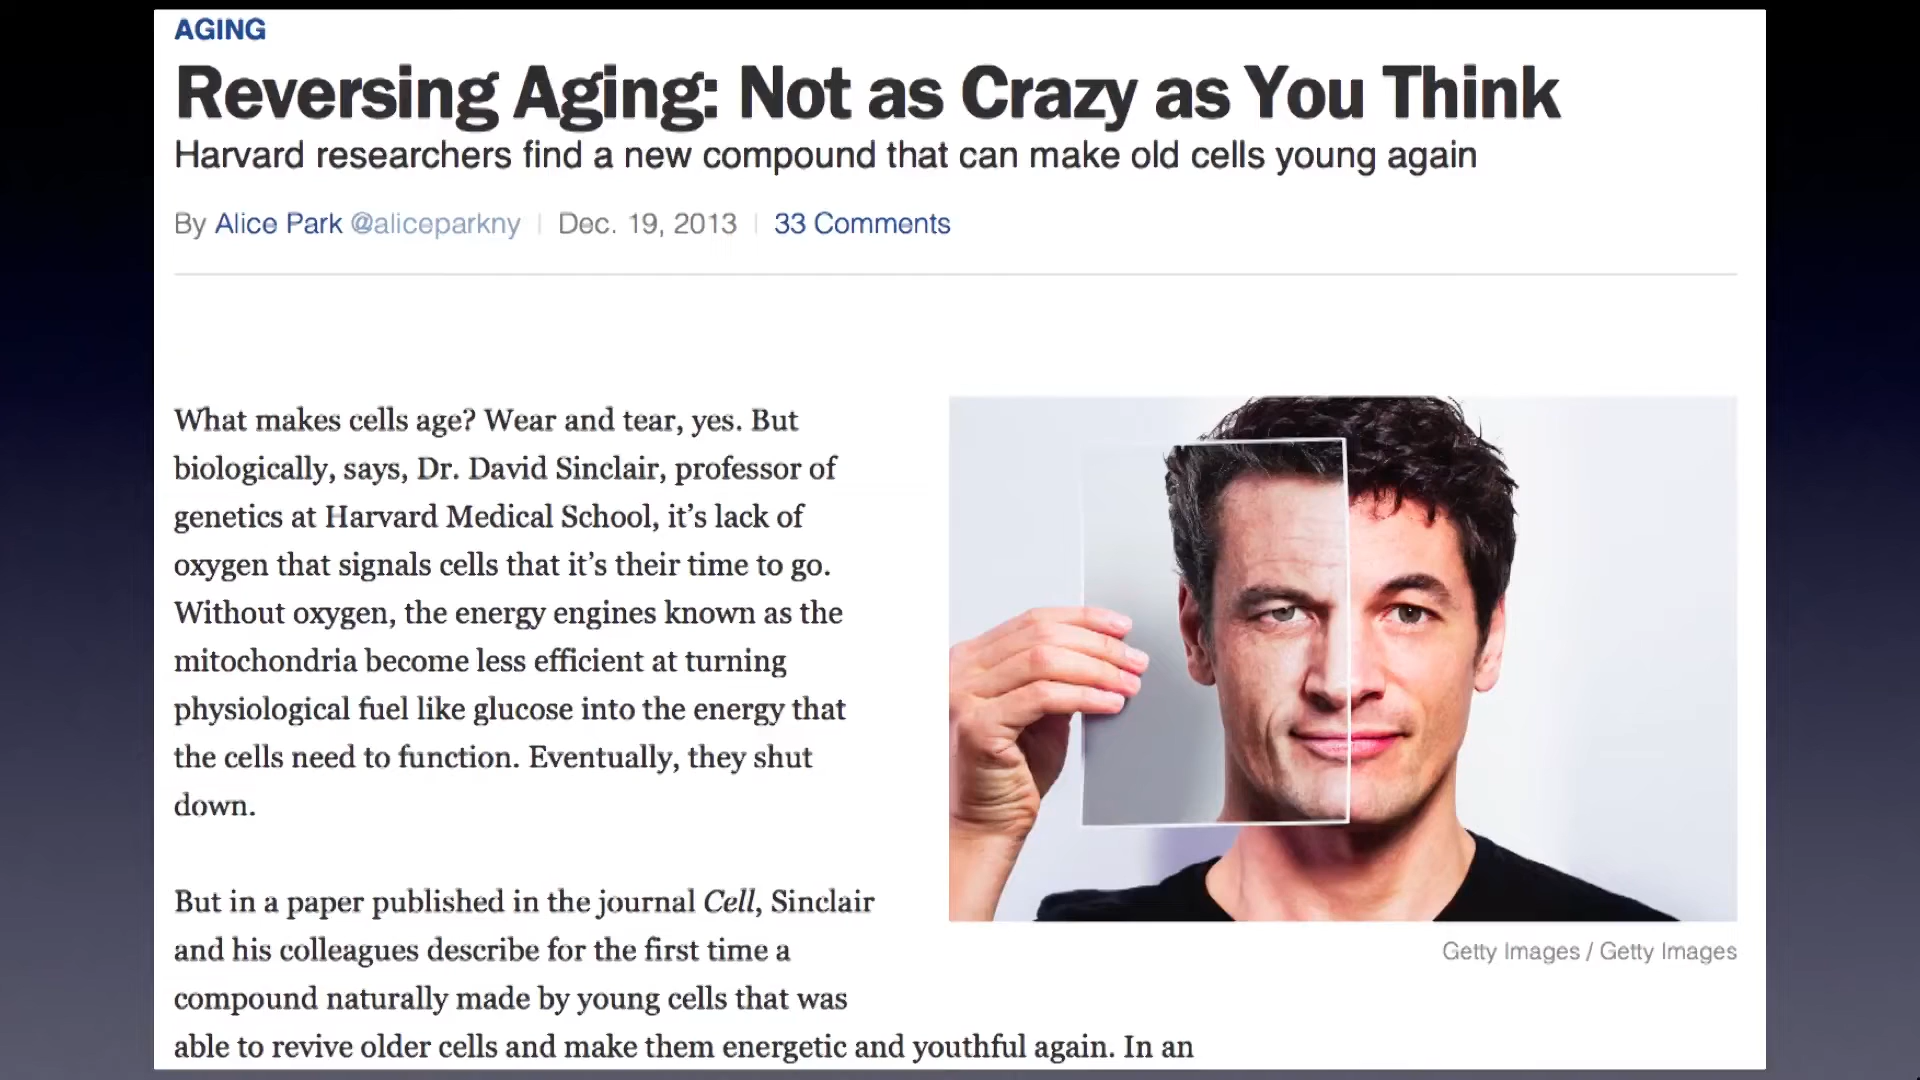 AGING
Reversing Aging: Not as Crazy as You Think
Harvard researchers find a new compound that can make old cells young again
By Alice Park @aliceparkny | Dec. 19, 2013 | 33 Comments
What makes cells age? Wear and tear, yes. But
biologically, says, Dr. David Sinclair, professor of
genetics at Harvard Medical School, it’s lack of
oxygen that signals cells that it’s their time to go.
Without oxygen, the energy engines known as the
mitochondria become less efficient at turning
physiological fuel like glucose into the energy that
the cells need to function. Eventually, they shut
down.
But in a paper published in the journal Cell, Sinclair
and his colleagues describe for the first time a
compound naturally made by young cells that was
able to revive older cells and make them energetic and youthful again. In an
Getty Images / Getty Images